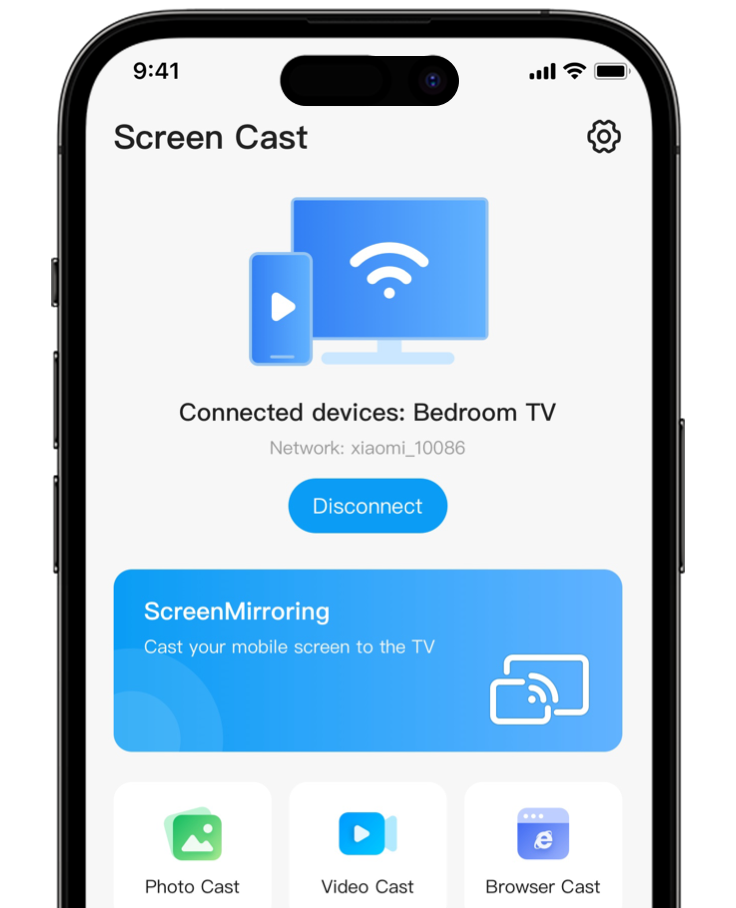 9:41
Screen Cast
Connected devices: Bedroom TV
Network: xiaomi_10086
Disconnect
ScreenMirroring
Cast your mobile screen to the TV
Photo Cast
Video Cast
Browser Cast